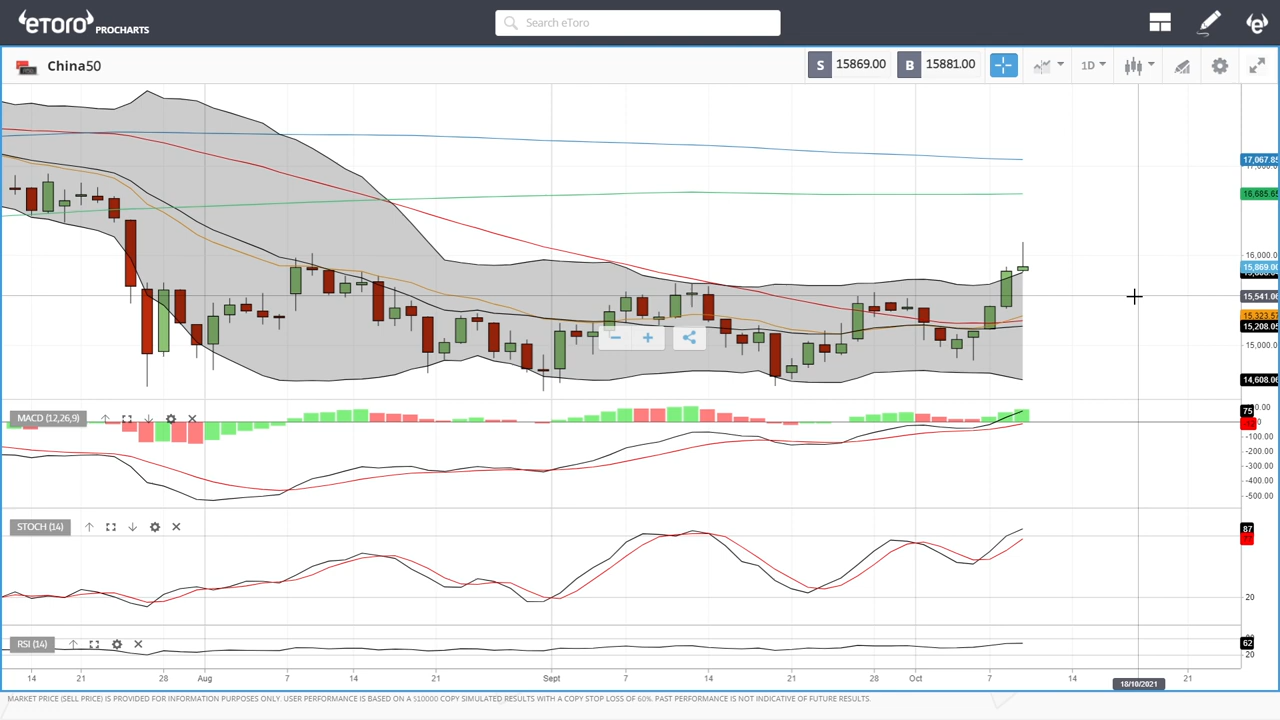 eToro PROCHARTS
Search eToro
China50
S 15869.00 B 15881.00
1D
17,067.85
16,685.65
16,000.0
15,869.00
15,541.06
15,323.57
15,208.05
15,000.0
14,608.06
MACD (12,26,9)
75
-100.00
-200.00
-300.00
-400.00
-500.00
STOCH (14)
87
20
RSI (14)
62
20
14 21 28 Aug 7 14 21 Sept 7 14 21 28 Oct 7 14 18/10/2021 21
MARKET PRICE (SELL PRICE) IS PROVIDED FOR INFORMATION PURPOSES ONLY. USER PERFORMANCE IS BASED ON A $10000 COPY SIMULATED RESULTS WITH A COPY STOP LOSS OF 60%. PAST PERFORMANCE IS NOT INDICATIVE OF FUTURE RESULTS.